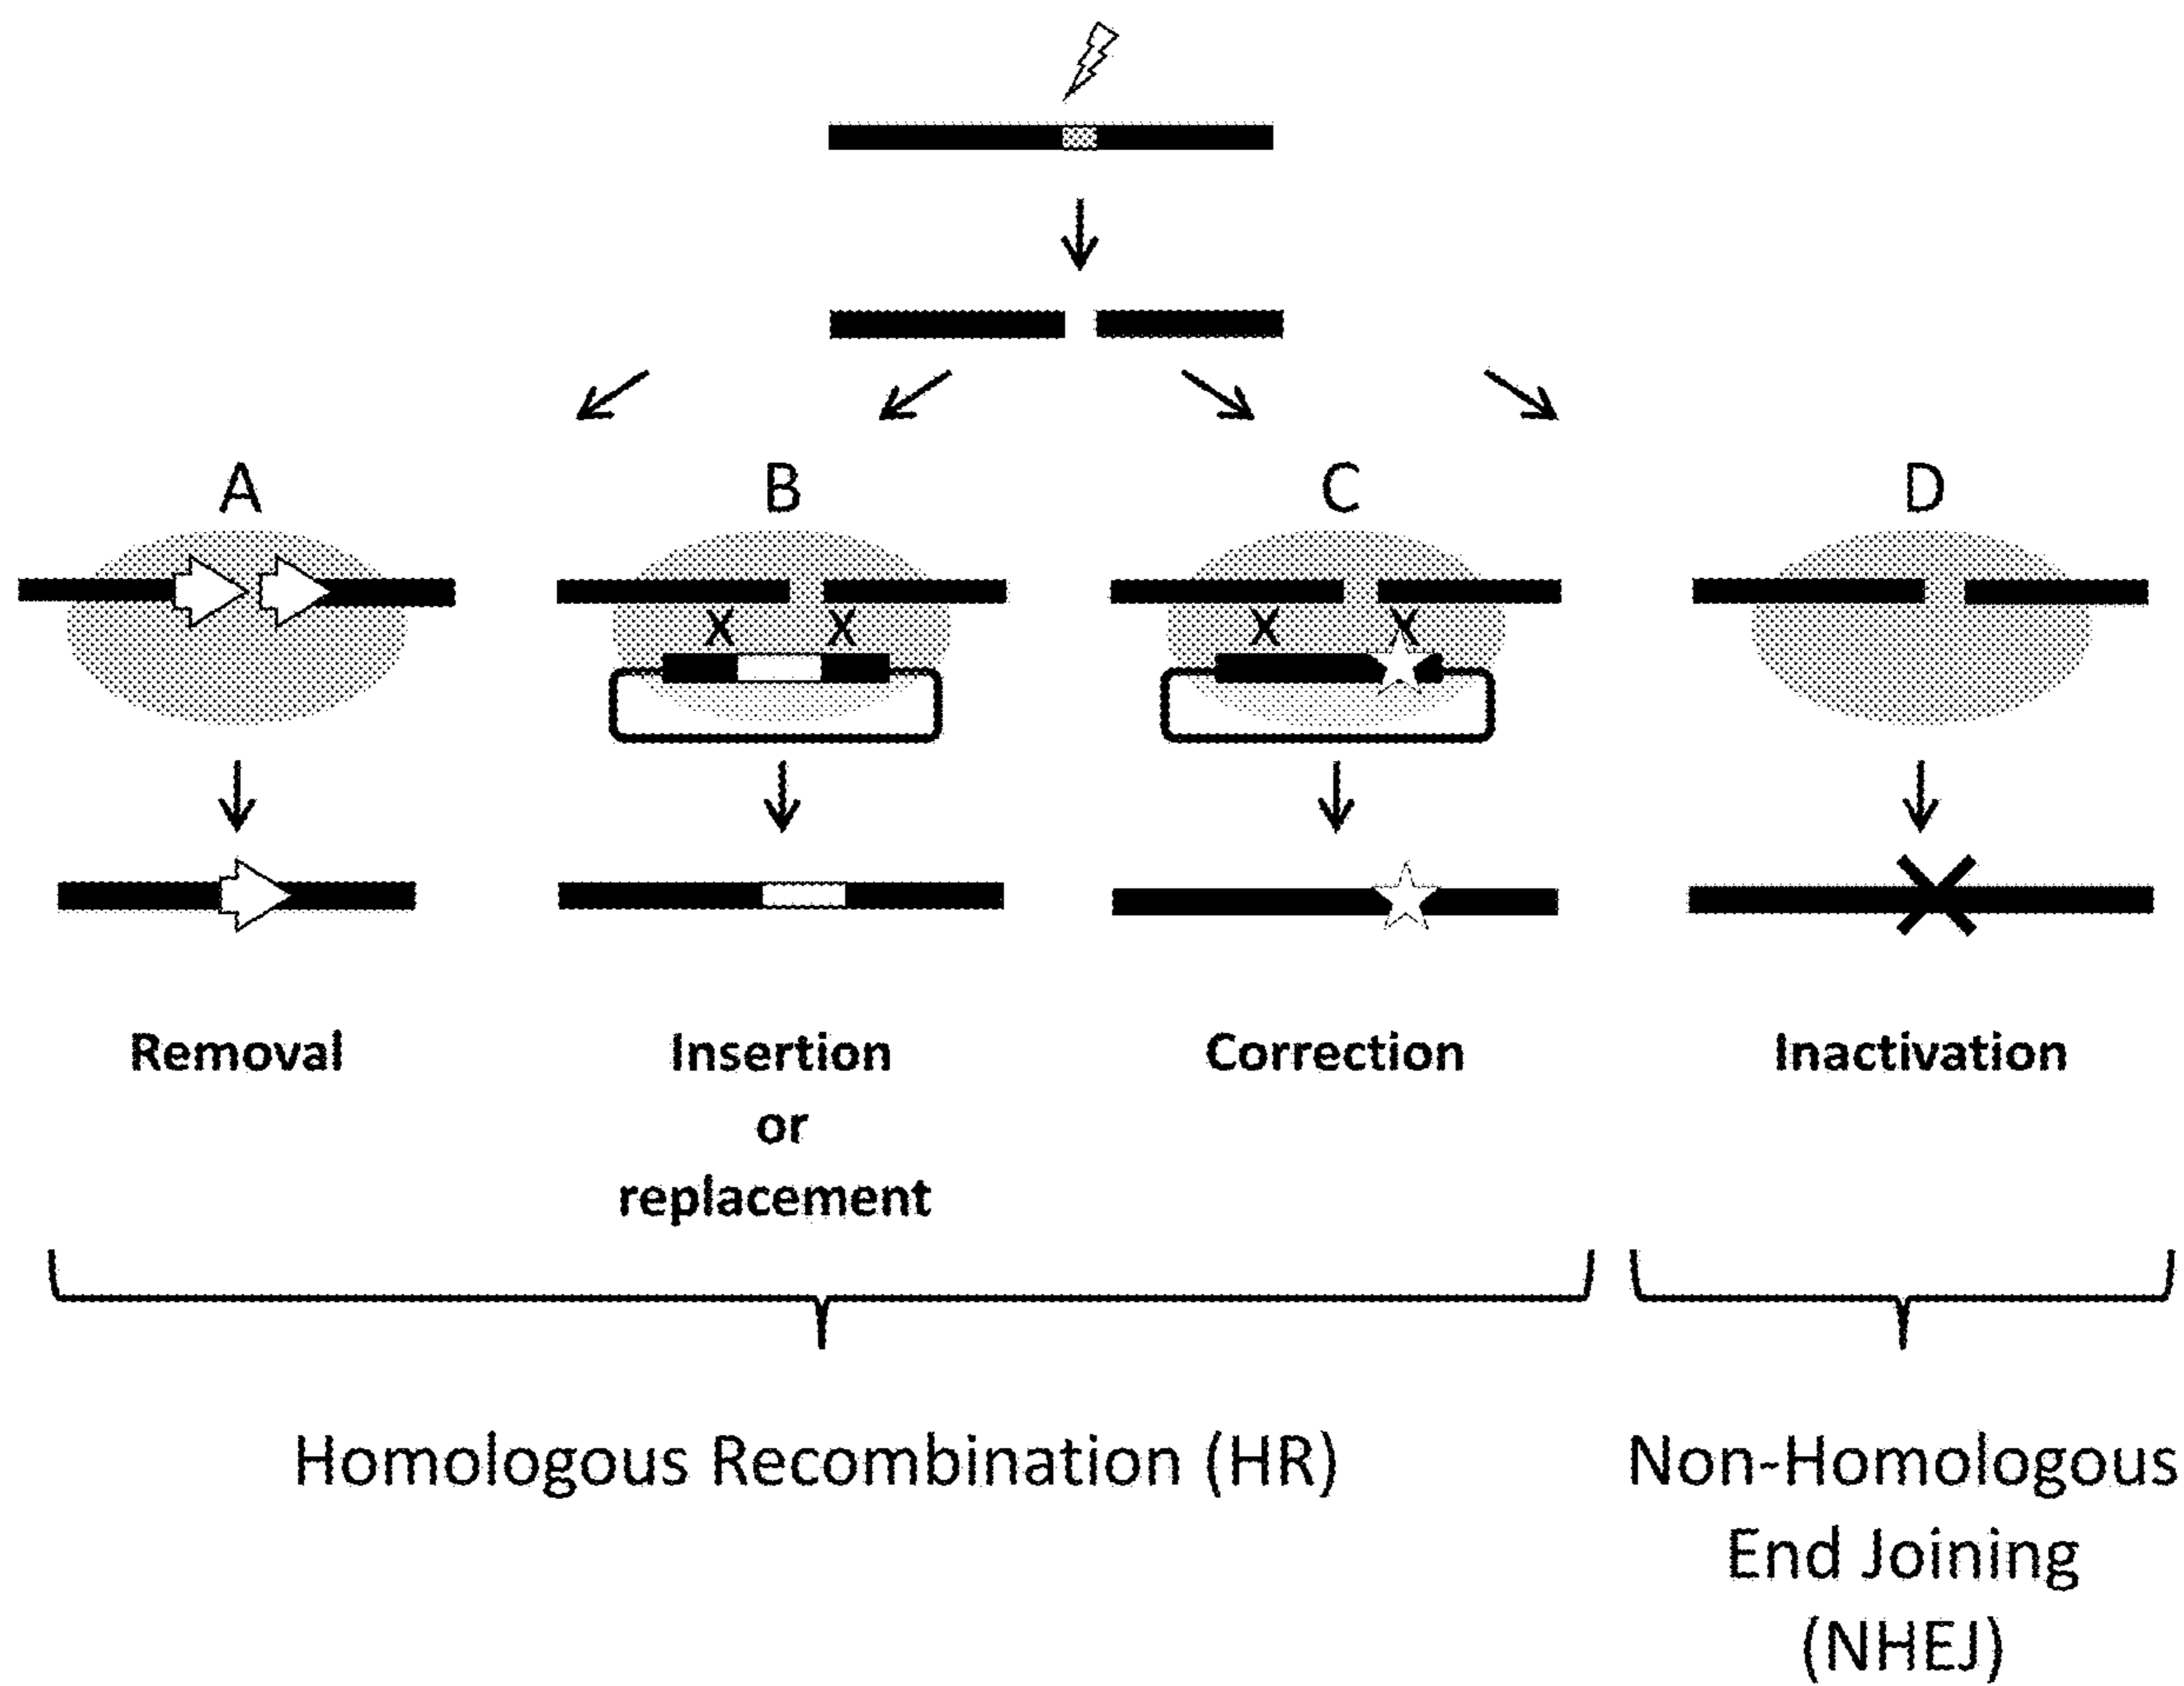 A B C D
x x x x
Removal Insertion Correction Inactivation
or
replacement
Homologous Recombination (HR) Non-Homologous
End Joining
(NHEJ)